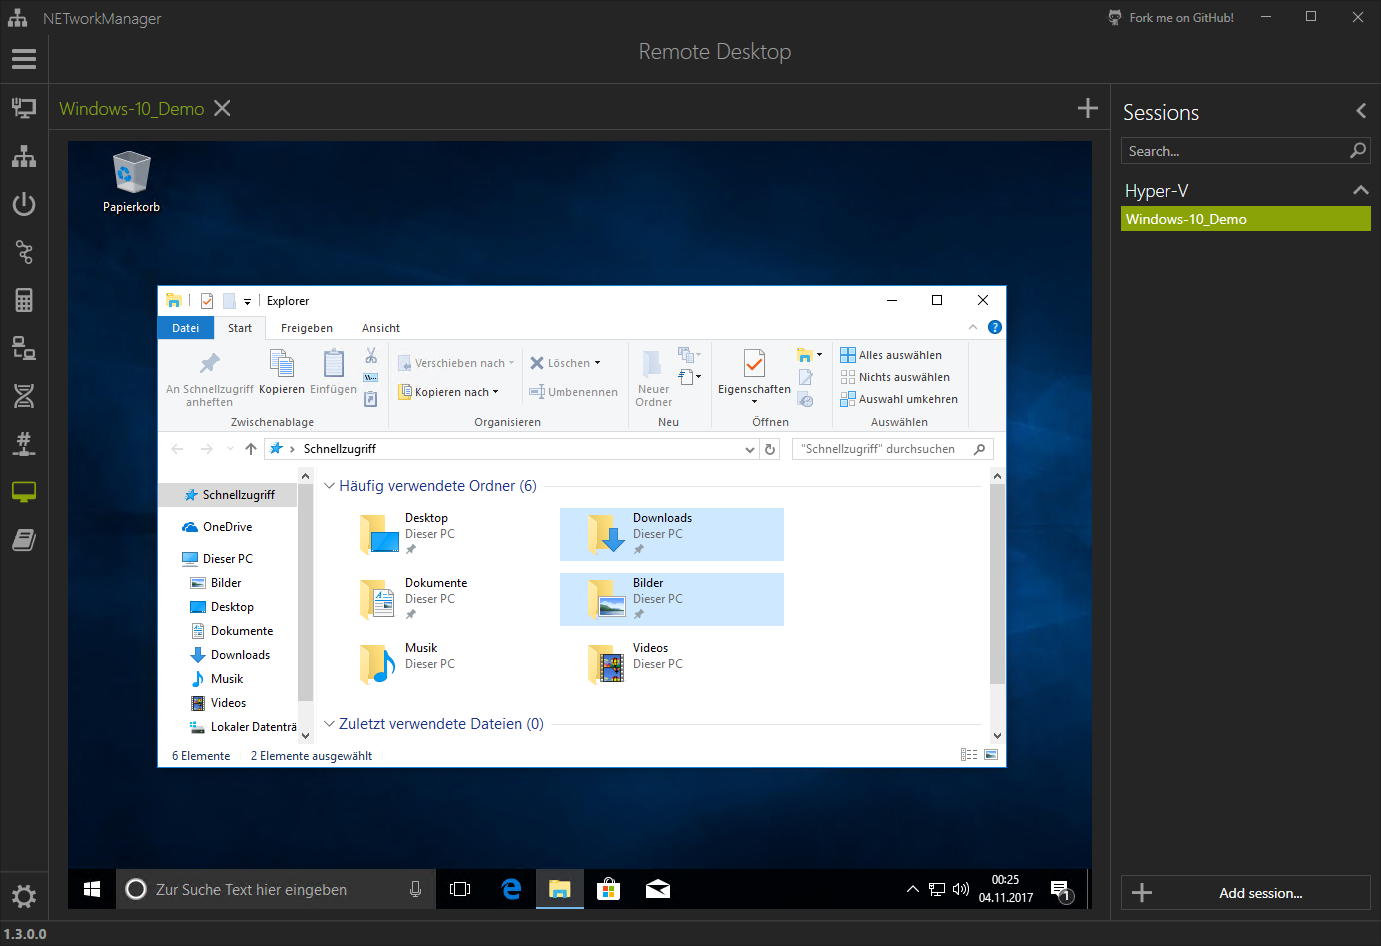 NETworkManager
Fork me on GitHub!
Remote Desktop
Windows-10_Demo
Sessions
Search...
Hyper-V
Windows-10_Demo
Papierkorb
Explorer
Datei Start Freigeben Ansicht
An Schnellzugriff
anheften
Kopieren
Einfügen
Zwischenablage
Verschieben nach
Kopieren nach
Löschen
Umbenennen
Organisieren
Neuer
Ordner
Neu
Eigenschaften
Öffnen
Alles auswählen
Nichts auswählen
Auswahl umkehren
Auswählen
Schnellzugriff
"Schnellzugriff" durchsuchen
Schnellzugriff
OneDrive
Dieser PC
Bilder
Desktop
Dokumente
Downloads
Musik
Videos
Lokaler Datenträ
Häufig verwendete Ordner (6)
Desktop
Dieser PC
Downloads
Dieser PC
Dokumente
Dieser PC
Bilder
Dieser PC
Musik
Dieser PC
Videos
Dieser PC
Zuletzt verwendete Dateien (0)
6 Elemente
2 Elemente ausgewählt
Zur Suche Text hier eingeben
00:25
04.11.2017
1
Add session...
1.3.0.0